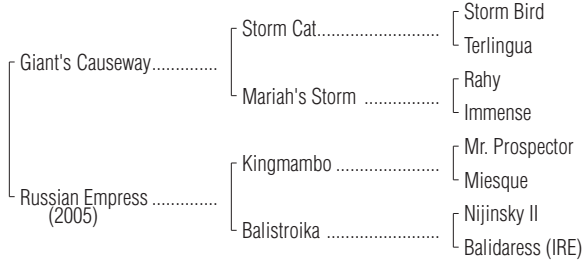 Storm Bird
Storm Cat..............................
Terlingua
Giant's Causeway................
Rahy
Mariah's Storm ..................
Immense
Mr. Prospector
Kingmambo .........................
Miesque
Russian Empress ................
(2005)
Nijinsky II
Balistroika ...........................
Balidaress (IRE)